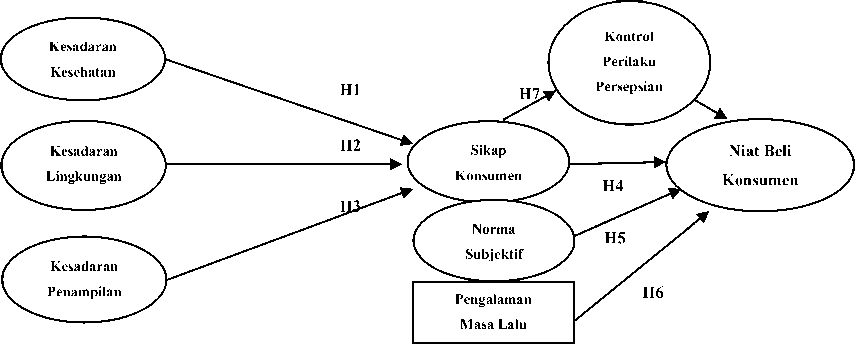 Kesadaran
Kesehatan
H1
Kesadaran
Lingkungan
H2
Kesadaran
Penampilan
H3
Sikap
Konsumen
Norma
Subjektif
Pengalaman
Masa Lalu
H7
Kontrol
Perilaku
Persepsian
H4
H5
H6
Niat Beli
Konsumen